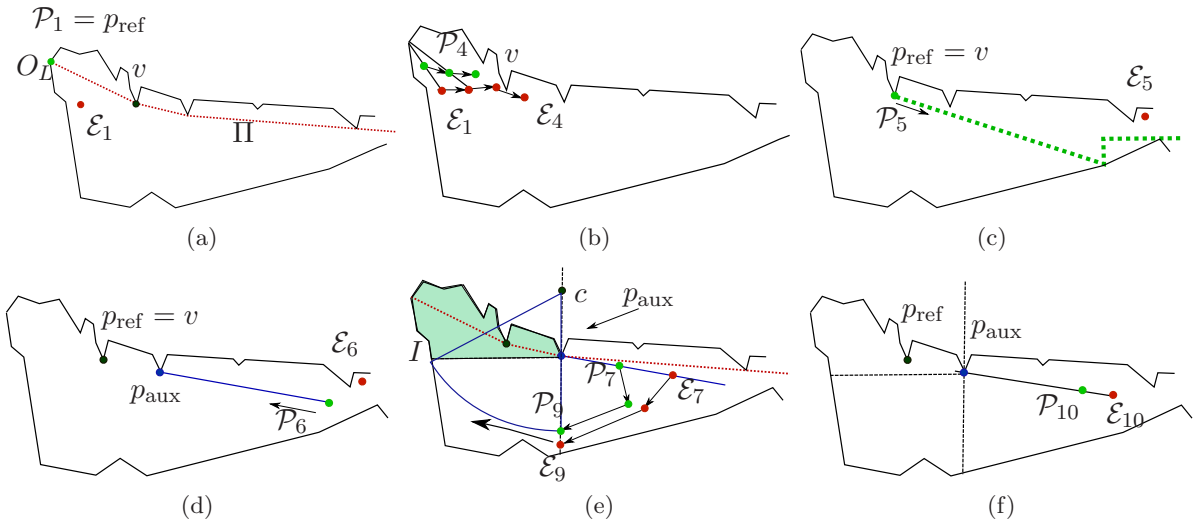 𝒫₁ = p_ref
O_L
v
ℰ₁
Π
(a)
𝒫₄
v
ℰ₁
ℰ₄
(b)
p_ref = v
ℰ₅
𝒫₅
(c)
p_ref = v
ℰ₆
p_aux
𝒫₆
(d)
c
p_aux
I
𝒫₇
ℰ₇
𝒫₉
ℰ₉
(e)
p_ref
p_aux
𝒫₁₀
ℰ₁₀
(f)